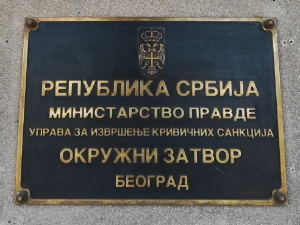 РЕПУБЛИКА СРБИЈА
МИНИСТАРСТВО ПРАВДЕ
УПРАВА ЗА ИЗВРШЕЊЕ КРИВИЧНИХ САНКЦИЈА
ОКРУЖНИ ЗАТВОР
БЕОГРАД